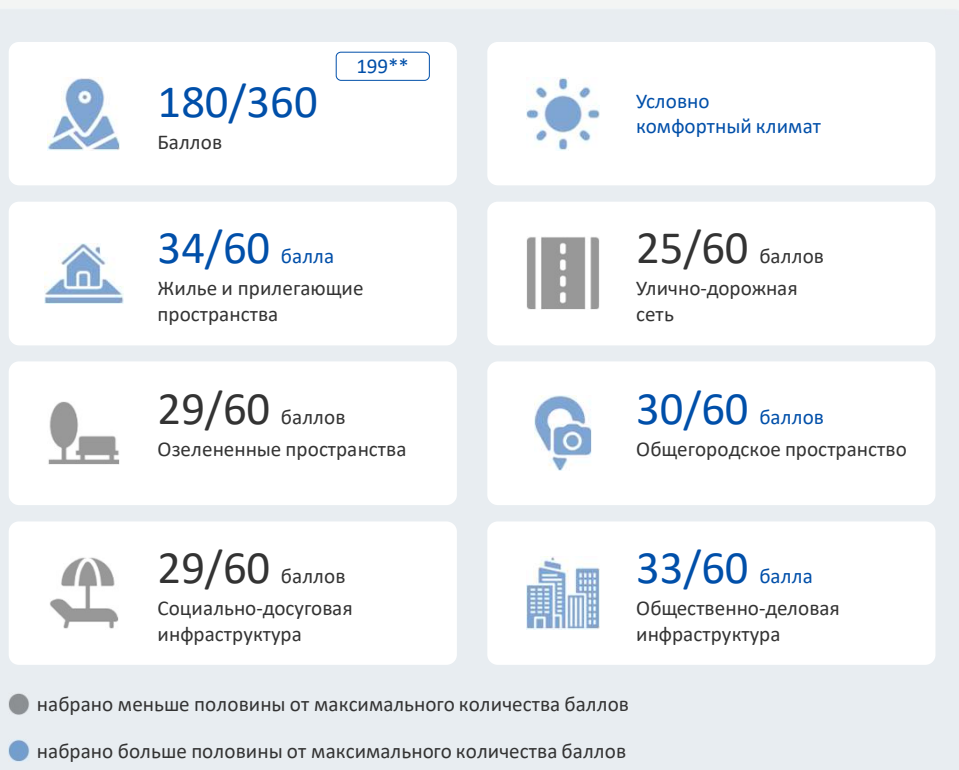 199**
180/360
Баллов
Условно
комфортный климат
34/60 балла
Жилье и прилегающие
пространства
25/60 баллов
Улично-дорожная
сеть
29/60 баллов
Озелененные пространства
30/60 баллов
Общегородское пространство
29/60 баллов
Социально-досуговая
инфраструктура
33/60 балла
Общественно-деловая
инфраструктура
набрано меньше половины от максимального количества баллов
набрано больше половины от максимального количества баллов